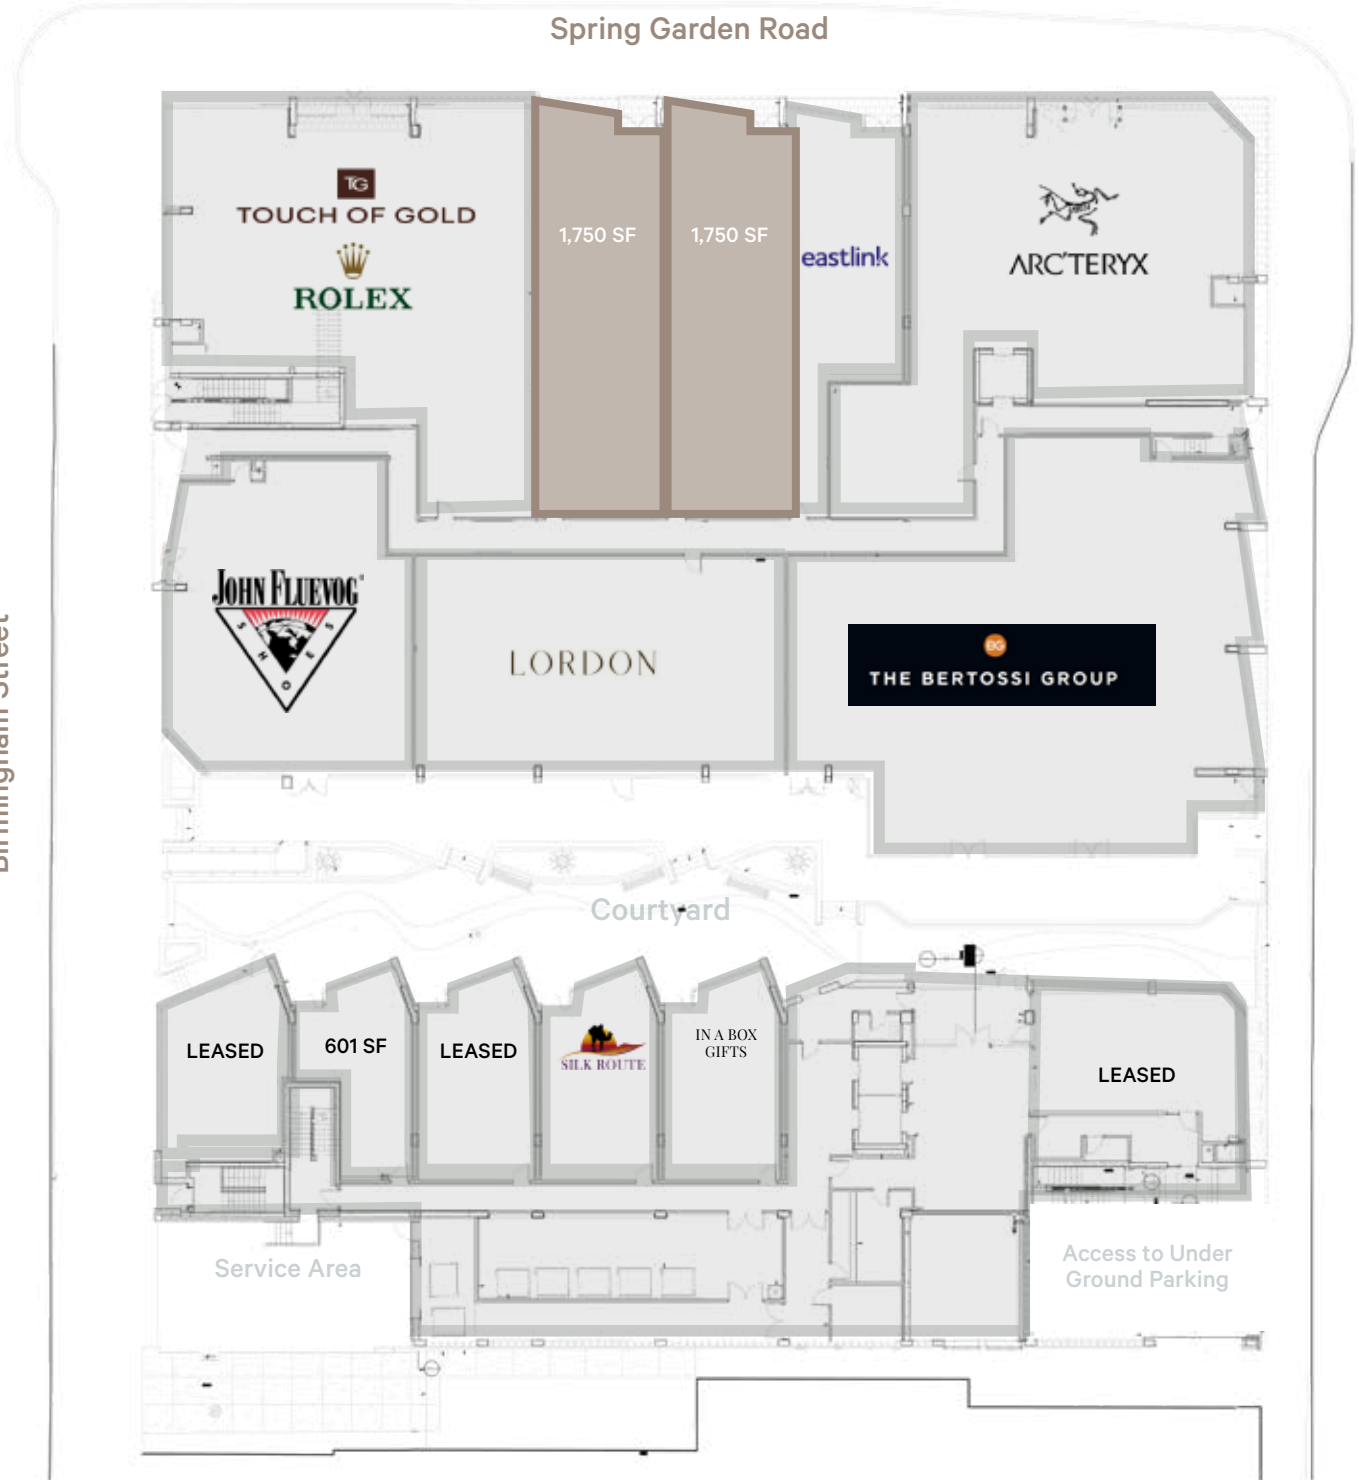 Spring Garden Road
TG
TOUCH OF GOLD
ROLEX
1,750 SF
1,750 SF
eastlink
ARC'TERYX
JOHN FLUEVOG
S H O E S
LORDON
BG
THE BERTOSSI GROUP
Birmingham Street
Courtyard
LEASED
601 SF
LEASED
SILK ROUTE
IN A BOX
GIFTS
LEASED
Service Area
Access to Under
Ground Parking